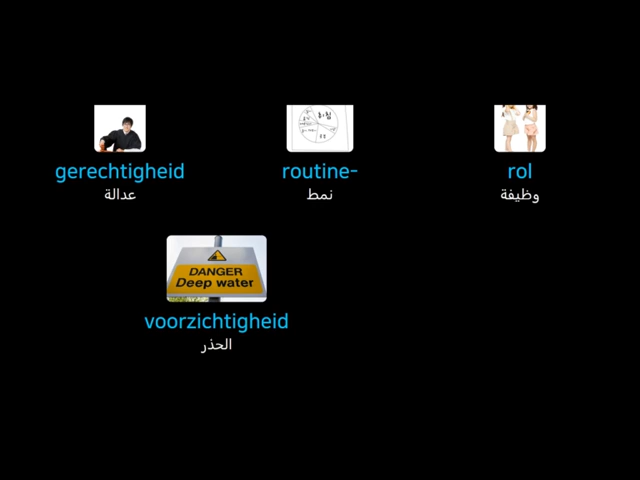 gerechtigheid
عدالة
routine-
نمط
rol
وظيفة
DANGER
Deep water
voorzichtigheid
الحذر